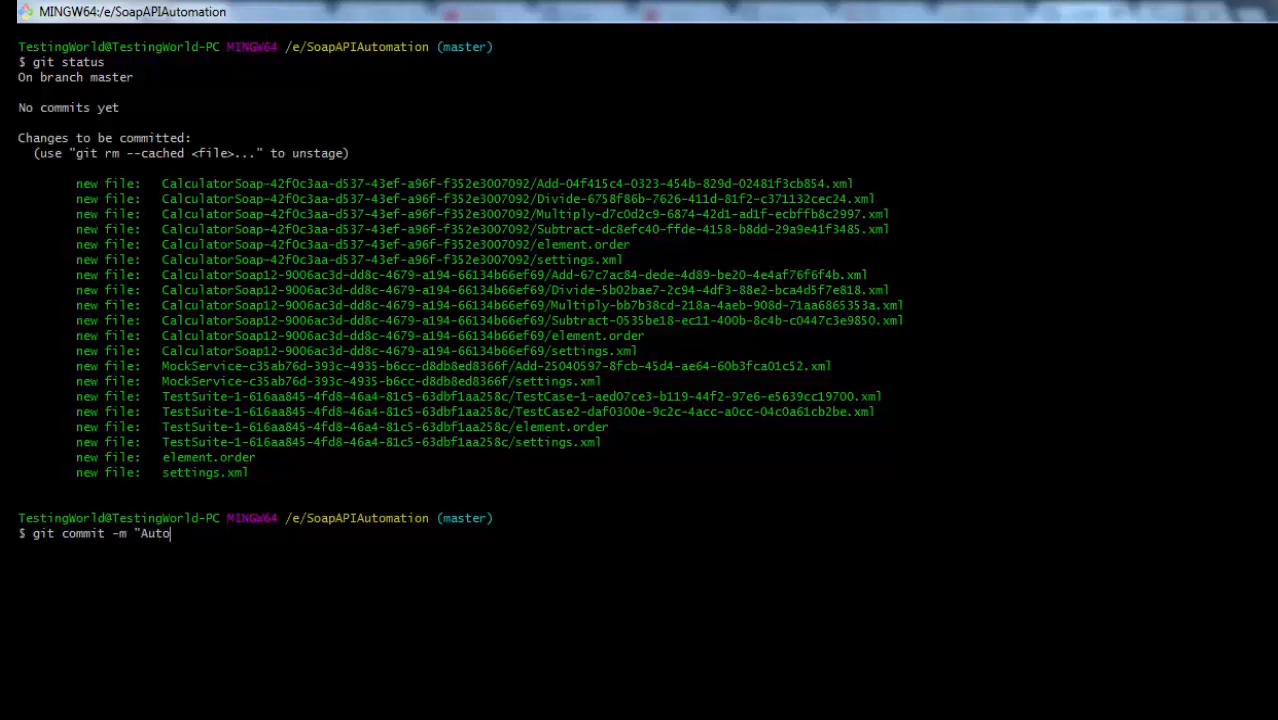 MINGW64:/e/SoapAPIAutomation
TestingWorld@TestingWorld-PC MINGW64 /e/SoapAPIAutomation (master)
$ git status
On branch master
No commits yet
Changes to be committed:
(use "git rm --cached <file>..." to unstage)
new file: CalculatorSoap-42f0c3aa-d537-43ef-a96f-f352e3007092/Add-04f415c4-0323-454b-829d-02481f3cb854.xml
new file: CalculatorSoap-42f0c3aa-d537-43ef-a96f-f352e3007092/Divide-6758f86b-7626-411d-81f2-c371132cec24.xml
new file: CalculatorSoap-42f0c3aa-d537-43ef-a96f-f352e3007092/Multiply-d7c0d2c9-6874-42d1-ad1f-ecbffb8c2997.xml
new file: CalculatorSoap-42f0c3aa-d537-43ef-a96f-f352e3007092/Subtract-dc8efc40-ffde-4158-b8dd-29a9e41f3485.xml
new file: CalculatorSoap-42f0c3aa-d537-43ef-a96f-f352e3007092/element.order
new file: CalculatorSoap-42f0c3aa-d537-43ef-a96f-f352e3007092/settings.xml
new file: CalculatorSoap12-9006ac3d-dd8c-4679-a194-66134b66ef69/Add-67c7ac84-dede-4d89-be20-4e4af76f6f4b.xml
new file: CalculatorSoap12-9006ac3d-dd8c-4679-a194-66134b66ef69/Divide-5b02bae7-2c94-4df3-88e2-bca4d5f7e818.xml
new file: CalculatorSoap12-9006ac3d-dd8c-4679-a194-66134b66ef69/Multiply-bb7b38cd-218a-4aeb-908d-71aa6865353a.xml
new file: CalculatorSoap12-9006ac3d-dd8c-4679-a194-66134b66ef69/Subtract-0535be18-ec11-400b-8c4b-c0447c3e9850.xml
new file: CalculatorSoap12-9006ac3d-dd8c-4679-a194-66134b66ef69/element.order
new file: CalculatorSoap12-9006ac3d-dd8c-4679-a194-66134b66ef69/settings.xml
new file: MockService-c35ab76d-393c-4935-b6cc-d8db8ed8366f/Add-25040597-8fcb-45d4-ae64-60b3fca01c52.xml
new file: MockService-c35ab76d-393c-4935-b6cc-d8db8ed8366f/settings.xml
new file: TestSuite-1-616aa845-4fd8-46a4-81c5-63dbf1aa258c/TestCase-1-aed07ce3-b119-44f2-97e6-e5639cc19700.xml
new file: TestSuite-1-616aa845-4fd8-46a4-81c5-63dbf1aa258c/TestCase2-daf0300e-9c2c-4acc-a0cc-04c0a61cb2be.xml
new file: TestSuite-1-616aa845-4fd8-46a4-81c5-63dbf1aa258c/element.order
new file: TestSuite-1-616aa845-4fd8-46a4-81c5-63dbf1aa258c/settings.xml
new file: element.order
new file: settings.xml
TestingWorld@TestingWorld-PC MINGW64 /e/SoapAPIAutomation (master)
$ git commit -m "Auto